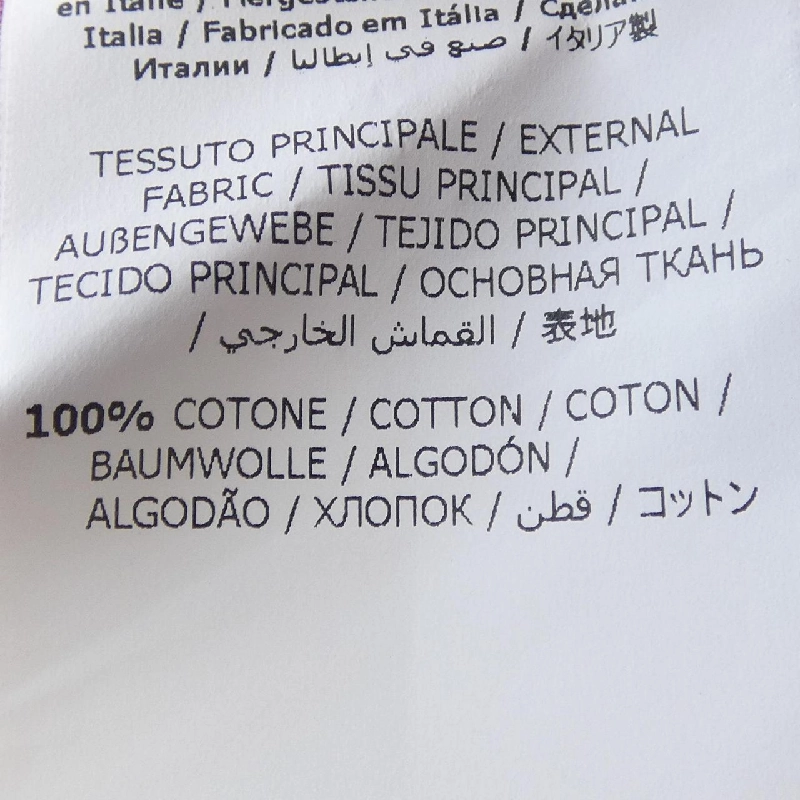 en Italie /
Italia / Fabricado em Itália /
Италии / صنع في إيطاليا / イタリア製
TESSUTO PRINCIPALE / EXTERNAL
FABRIC / TISSU PRINCIPAL /
AUßENGEWEBE / TEJIDO PRINCIPAL /
TECIDO PRINCIPAL / ОСНОВНАЯ ТКАНЬ
/ القماش الخارجي / 表地
100% COTONE / COTTON / COTON /
BAUMWOLLE / ALGODÓN /
ALGODÃO / ХЛОПОК / قطن / コットン